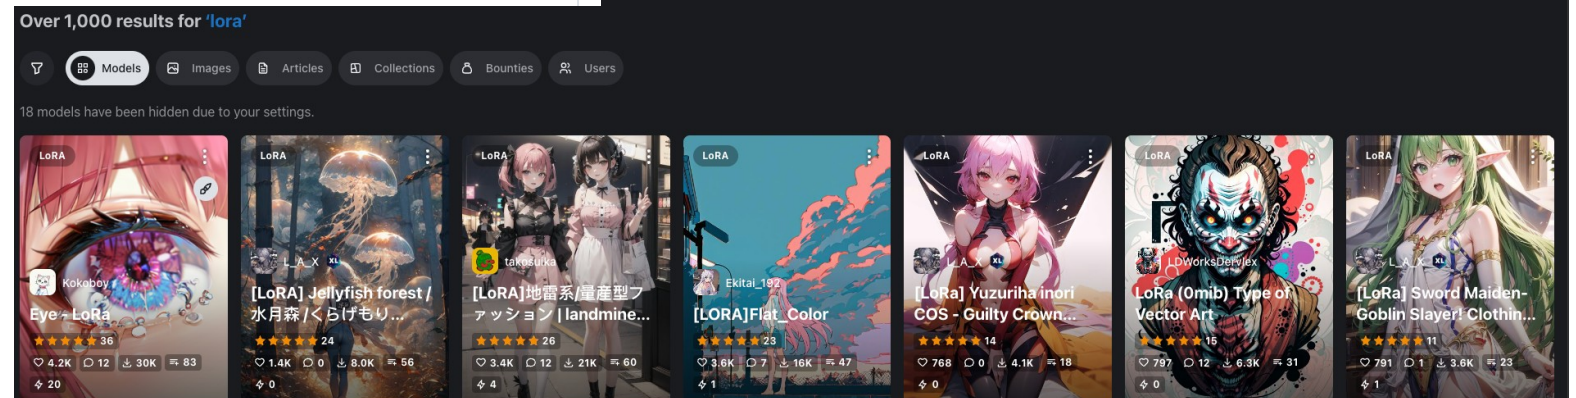 Over 1,000 results for ‘lora’
Models
Images
Articles
Collections
Bounties
Users
18 models have been hidden due to your settings.
LoRA
Kokoboy
Eye - LoRa
36
4.2K 12 30K 83
20
LoRA
L_A_X XL
[LoRA] Jellyfish forest /
水月森 /くらげもり...
24
1.4K 0 8.0K 56
0
LoRA
takosuika
[LoRA]地雷系/量産型フ
ァッション | landmine...
26
3.4K 12 21K 60
4
LoRA
Ekitai_192
[LORA]Flat_Color
23
3.6K 7 16K 47
1
LoRA
L_A_X XL
[LoRa] Yuzuriha inori
COS - Guilty Crown...
14
768 0 4.1K 18
0
LoRA
LDWorksDervlex
LoRa (0mib) Type of
Vector Art
15
797 12 6.3K 31
0
LoRA
L_A_X XL
[LoRa] Sword Maiden-
Goblin Slayer! Clothin...
11
791 1 3.6K 23
1